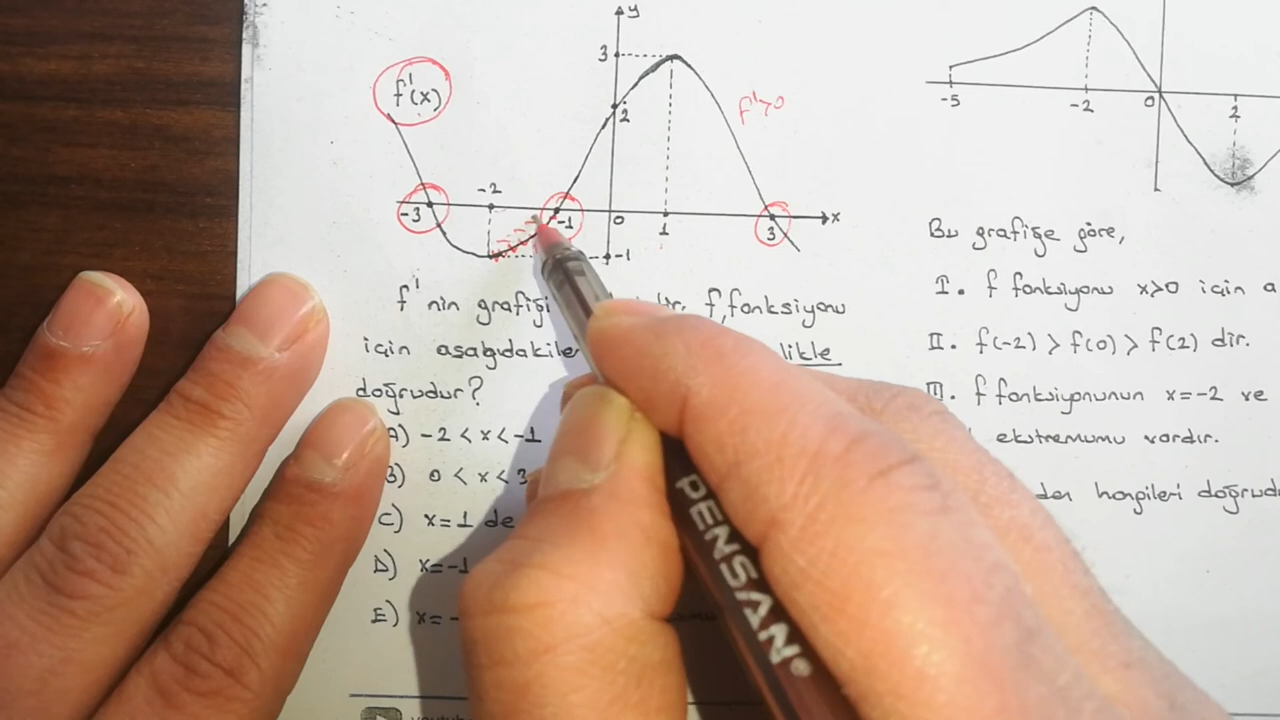 y
f'(x)
3
2
f'>0
-3
-2
-1
0
1
3
x
-1
f' nin grafiği f, fonksiyonu
için aşağıdakiler likle
doğrudur?
A) -2 < x < -1
B) 0 < x < 3
C) x=1 de
D) x=-1
E) x= -
-5
-2
0
2
Bu grafiğe göre,
I. f fonksiyonu x>0 için a
II. f(-2) > f(0) > f(2) dir.
III. f fonksiyonunun x=-2 ve
ekstremumu vardır.
den hangileri doğrud
PENSAN®